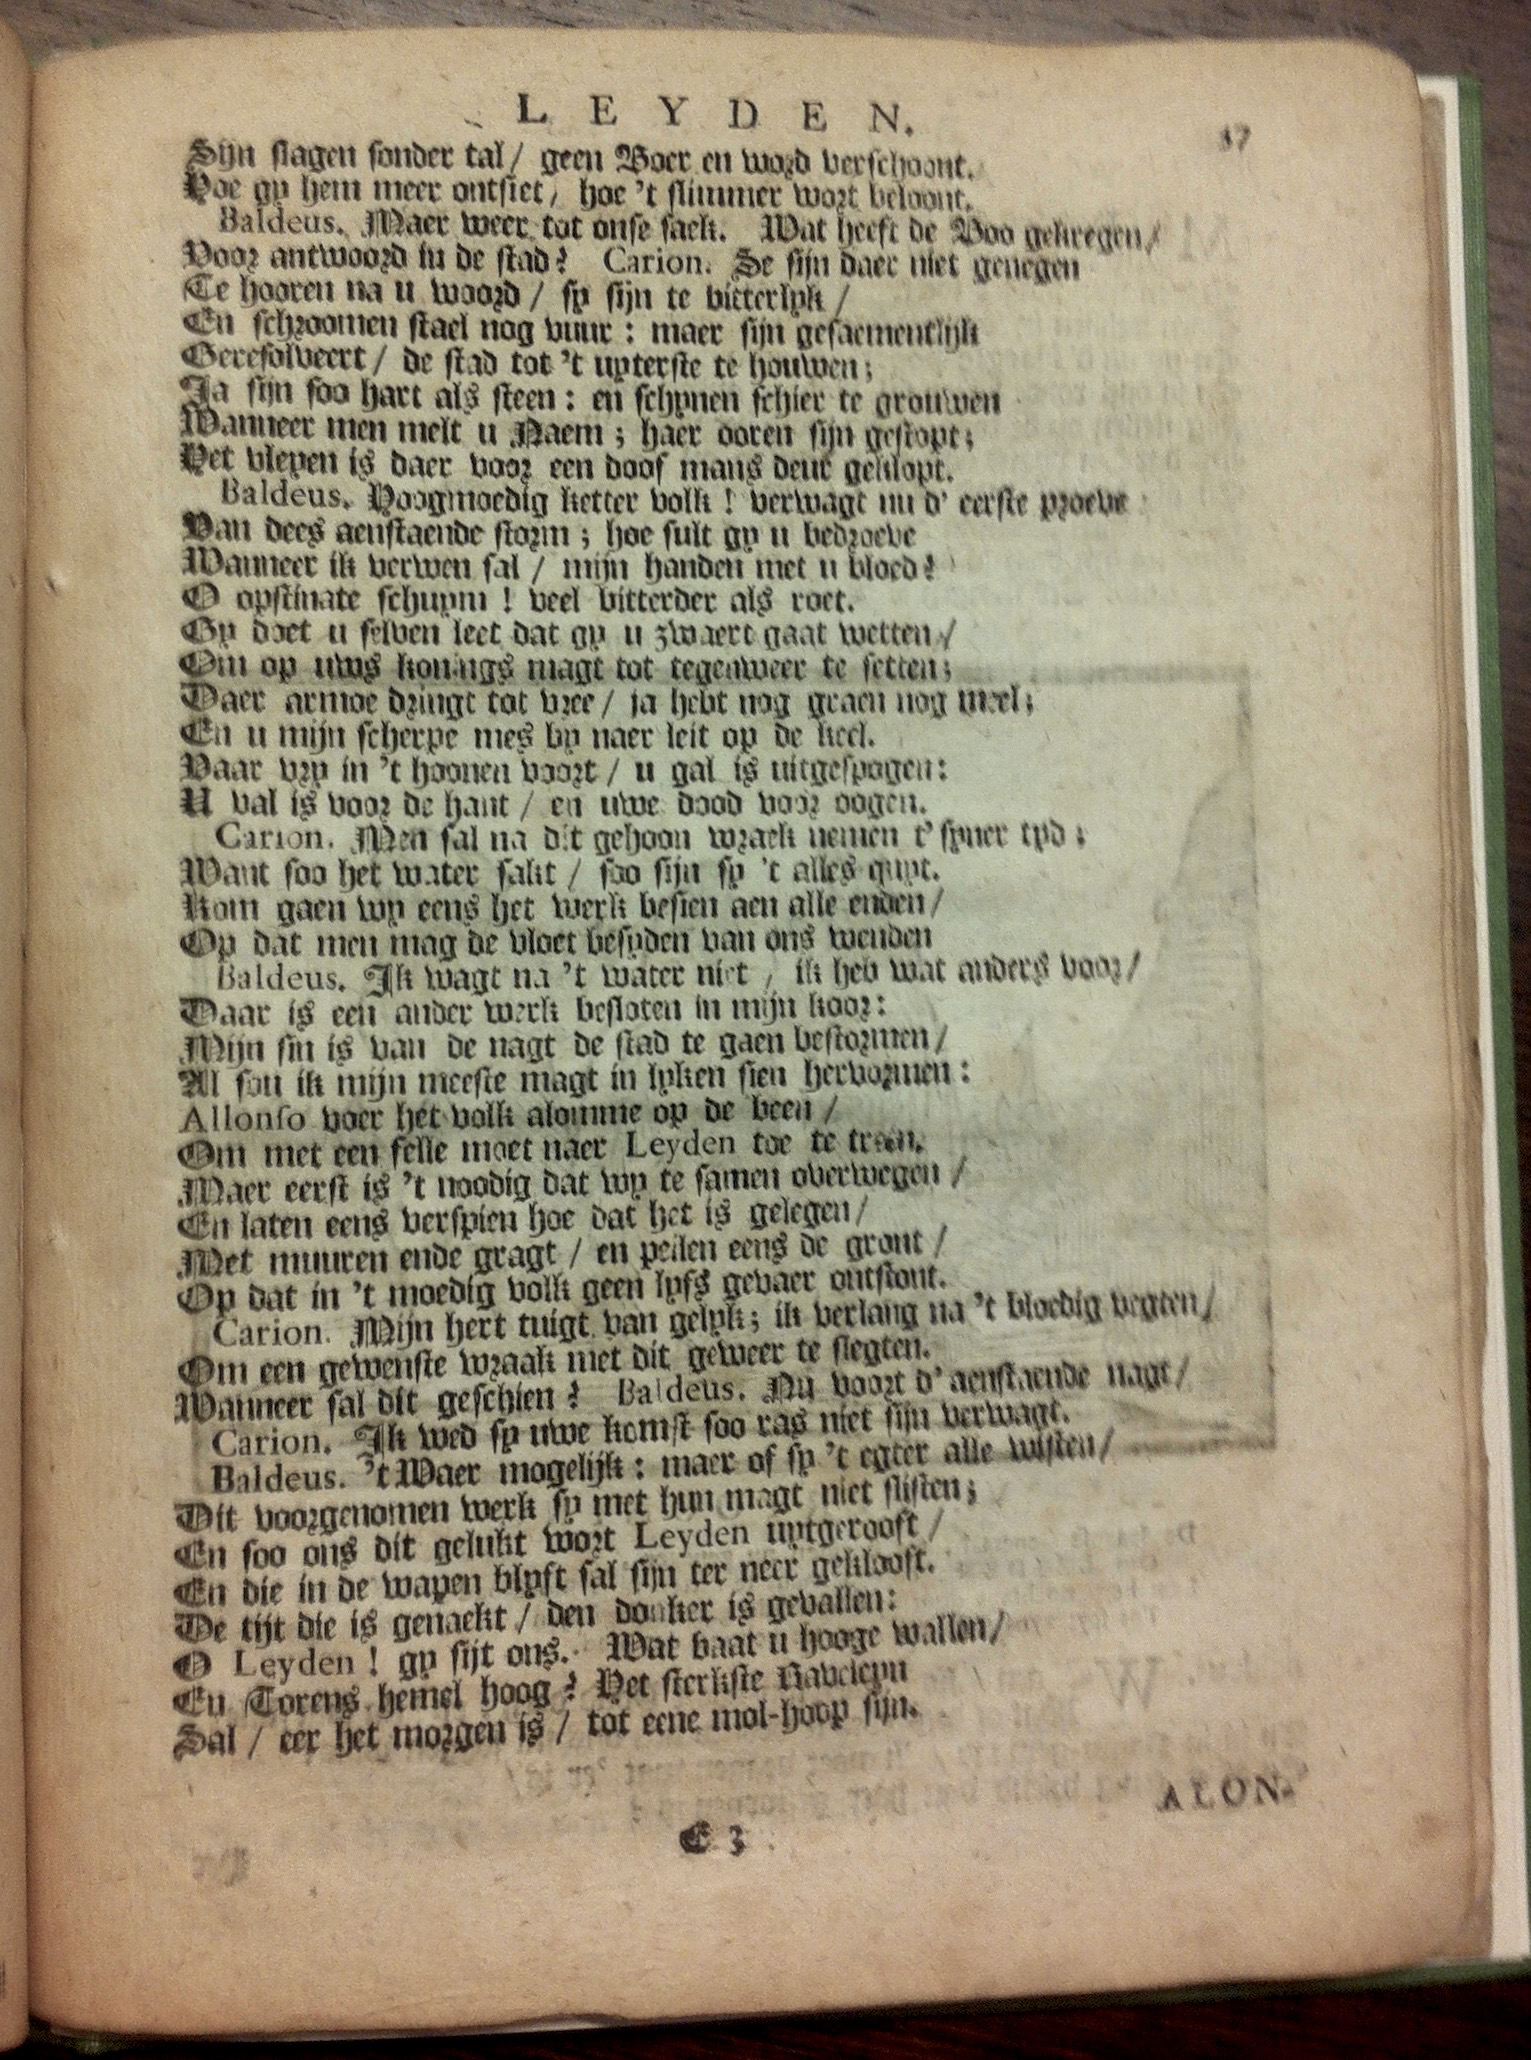 LEYDEN. 37
Sijn slagen sonder tal / geen Boer en word verschoont.
Hoe gy hem meer ontsiet, hoe 't slimmer wort beloont.
Baldeus. Maer weer tot onse saek. Wat heeft de Boo gekregen /
Voor antwoord in de stad? Carion. Se sijn daer niet genegen
Te hooren na u woord / sy sijn te bitterlyk /
En schroomen stael nog vuur : maer sijn gesaementlijk
Geresolveert / de stad tot 't uyterste te houwen;
Ja sijn soo hart als steen : en schynen schier te grouwen
Wanneer men melt u Naem ; haer ooren sijn gestopt;
Het vleyen is daer voor een doof mans deur geklopt.
Baldeus. Hoogmoedig ketter volk ! verwagt nu d' eerste proeve
Van dees aenstaende storm ; hoe sult gy u bedroeve
Wanneer ik verwen sal / mijn handen met u bloed?
O opstinate schuym ! veel bitterder als roet.
Gy doet u selven leet dat gy u zwaert gaat wetten /
Om op uws konings magt tot tegenweer te setten;
Daer armoe dringt tot vree / ja hebt nog graen nog meel;
En u mijn scherpe mes by naer leit op de keel.
Vaar vry in 't hoonen voort / u gal is uitgespogen:
U val is voor de hant / en uwe dood voor oogen.
Carion. Men sal na dit gehoon wraek nemen t' syner tyd :
Want soo het water sakt / soo sijn sy 't alles quyt.
Kom gaen wy eens het werk besien aen alle enden /
Op dat men mag de vloet besyden van ons wenden
Baldeus. Ik wagt na 't water niet, ik heb wat anders voor /
Daar is een ander werk besloten in mijn koor:
Mijn sin is van de nagt de stad te gaen bestormen /
Al sou ik mijn meeste magt in lyken sien hervormen :
Allonso voer het volk alomme op de been /
Om met een felle moet naer Leyden toe te treen.
Maer eerst is 't noodig dat wy te samen overwegen /
En laten eens verspien hoe dat het is gelegen /
Met muuren ende gragt / en peilen eens de gront /
Op dat in 't moedig volk geen lyfs gevaer ontstont.
Carion. Mijn hert tuigt van gelyk; ik verlang na 't bloedig vegten /
Om een gewenste wraak met dit geweer te slegten.
Wanneer sal dit geschien? Baldeus. Nu voort d' aenstaende nagt /
Carion. Ik wed sy uwe komst soo ras niet sijn verwagt.
Baldeus. 't Waer mogelijk : maer of sy 't egter alle wisten /
Dit voorgenomen werk sy met hun magt niet slisten;
En soo ons dit gelukt wort Leyden uytgerooft /
En die in de wapen blyft sal sijn ter neer geklooft.
De tijt die is genaekt / den donker is gevallen:
O Leyden ! gy sijt ons. Wat baat u hooge wallen /
En Torens hemel hoog? Het sterkste Raveleyn
Sal / eer het morgen is / tot eene mol-hoop sijn.
E 3 ALON-